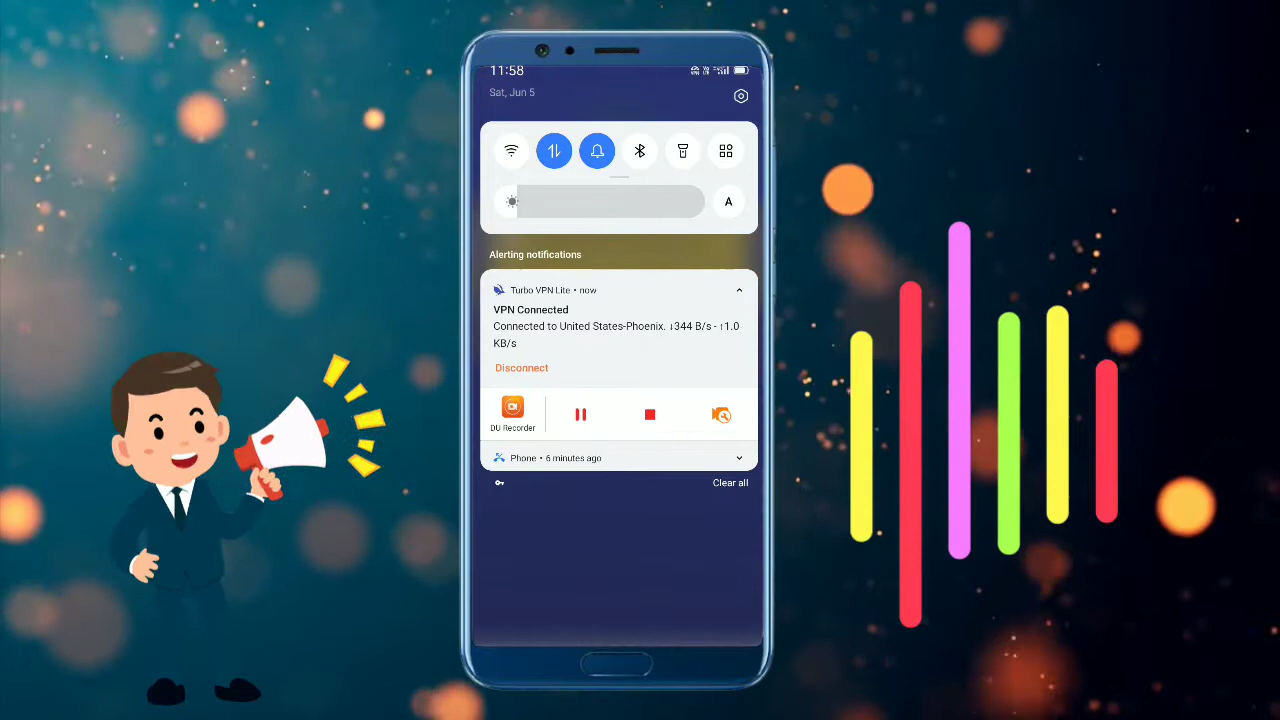 11:58
Sat, Jun 5
A
Alerting notifications
Turbo VPN Lite • now
VPN Connected
Connected to United States-Phoenix. ↓344 B/s - ↑1.0
KB/s
Disconnect
DU Recorder
Phone • 6 minutes ago
Clear all